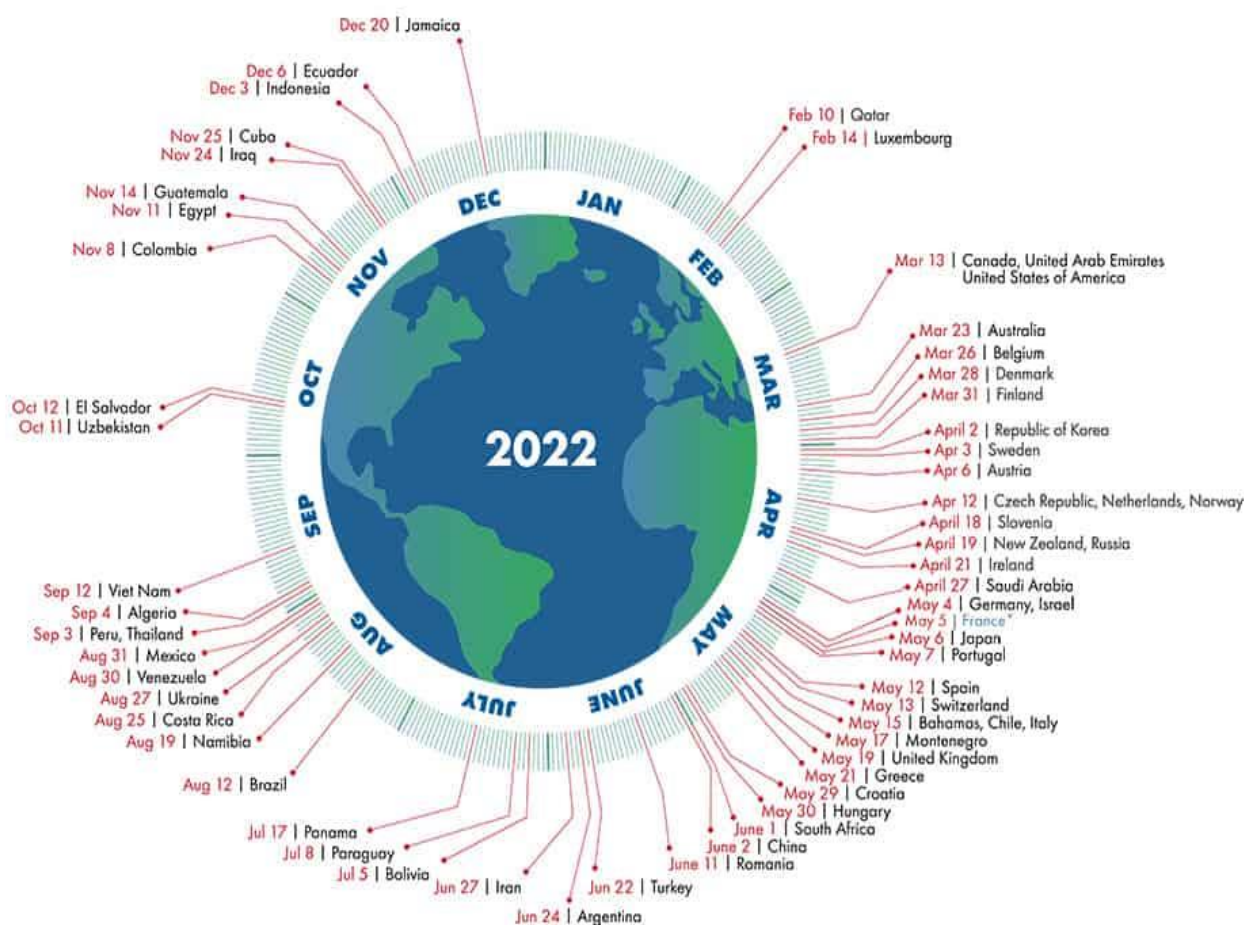 Dec 20 | Jamaica
Dec 6 | Ecuador
Dec 3 | Indonesia
Nov 25 | Cuba
Nov 24 | Iraq
Nov 14 | Guatemala
Nov 11 | Egypt
Nov 8 | Colombia
Oct 12 | El Salvador
Oct 11 | Uzbekistan
Sep 12 | Viet Nam
Sep 4 | Algeria
Sep 3 | Peru, Thailand
Aug 31 | Mexico
Aug 30 | Venezuela
Aug 27 | Ukraine
Aug 25 | Costa Rica
Aug 19 | Namibia
Aug 12 | Brazil
Jul 17 | Panama
Jul 8 | Paraguay
Jul 5 | Bolivia
Jun 27 | Iran
Jun 24 | Argentina
Jun 22 | Turkey
Feb 10 | Qatar
Feb 14 | Luxembourg
Mar 13 | Canada, United Arab Emirates
United States of America
Mar 23 | Australia
Mar 26 | Belgium
Mar 28 | Denmark
Mar 31 | Finland
April 2 | Republic of Korea
Apr 3 | Sweden
Apr 6 | Austria
Apr 12 | Czech Republic, Netherlands, Norway
April 18 | Slovenia
April 19 | New Zealand, Russia
April 21 | Ireland
April 27 | Saudi Arabia
May 4 | Germany, Israel
May 5 | France*
May 6 | Japan
May 7 | Portugal
May 12 | Spain
May 13 | Switzerland
May 15 | Bahamas, Chile, Italy
May 17 | Montenegro
May 19 | United Kingdom
May 21 | Greece
May 29 | Croatia
May 30 | Hungary
June 1 | South Africa
June 2 | China
June 11 | Romania
JAN
FEB
MAR
APR
MAY
JUNE
JULY
AUG
SEP
OCT
NOV
DEC
2022